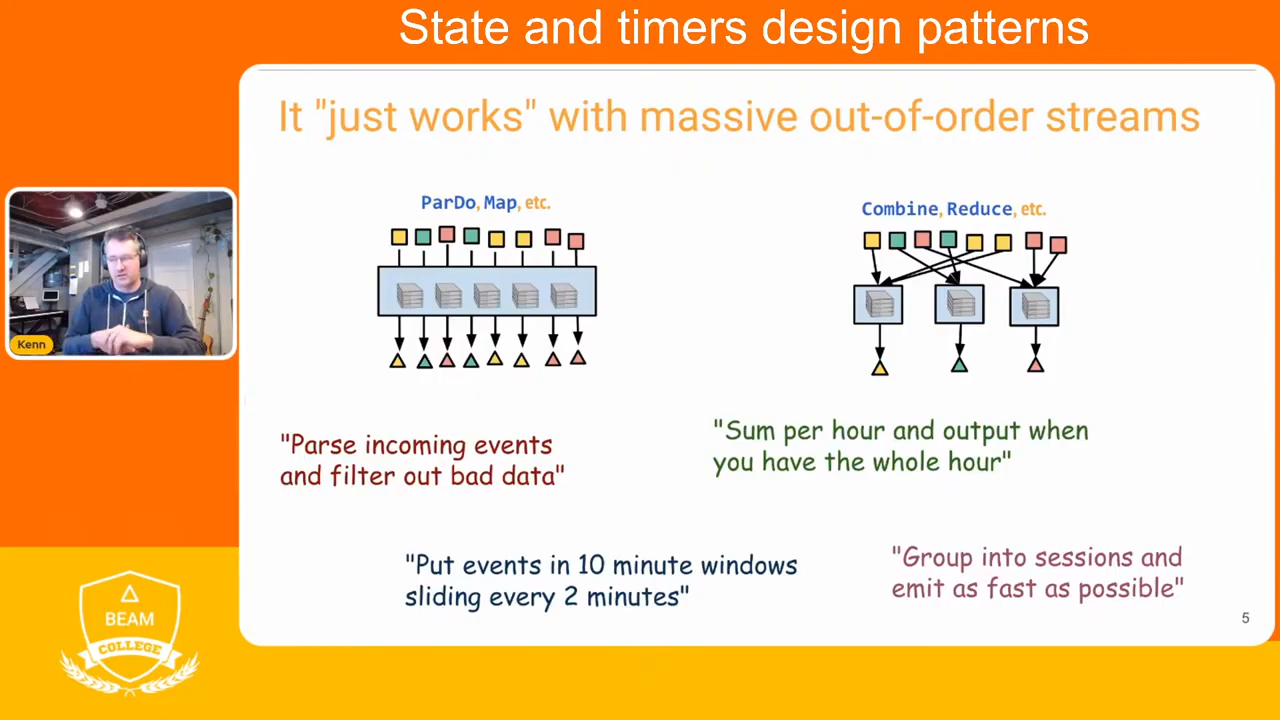 State and timers design patterns
It "just works" with massive out-of-order streams
ParDo, Map, etc.
Combine, Reduce, etc.
Kenn
"Parse incoming events
and filter out bad data"
"Sum per hour and output when
you have the whole hour"
"Put events in 10 minute windows
sliding every 2 minutes"
"Group into sessions and
emit as fast as possible"
5
BEAM
COLLEGE